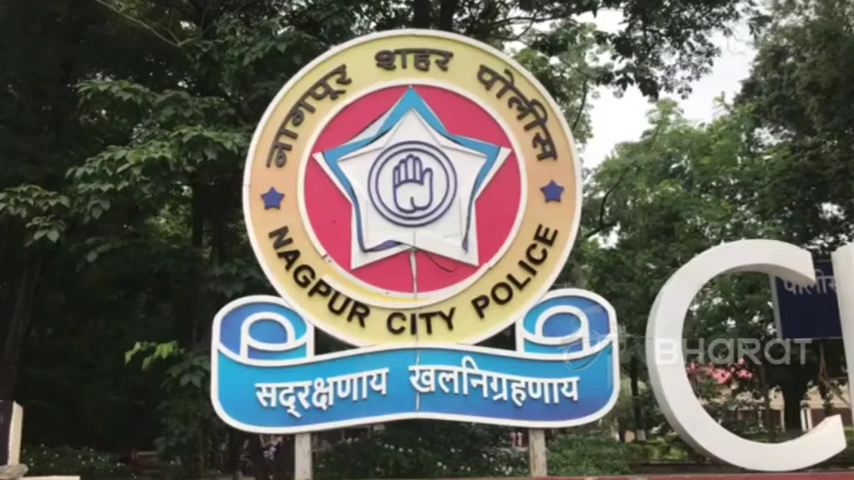 नागपूर शहर पोलीस
NAGPUR CITY POLICE
सद्‌रक्षणाय खलनिग्रहणाय
C
पोलीस
BHARAT